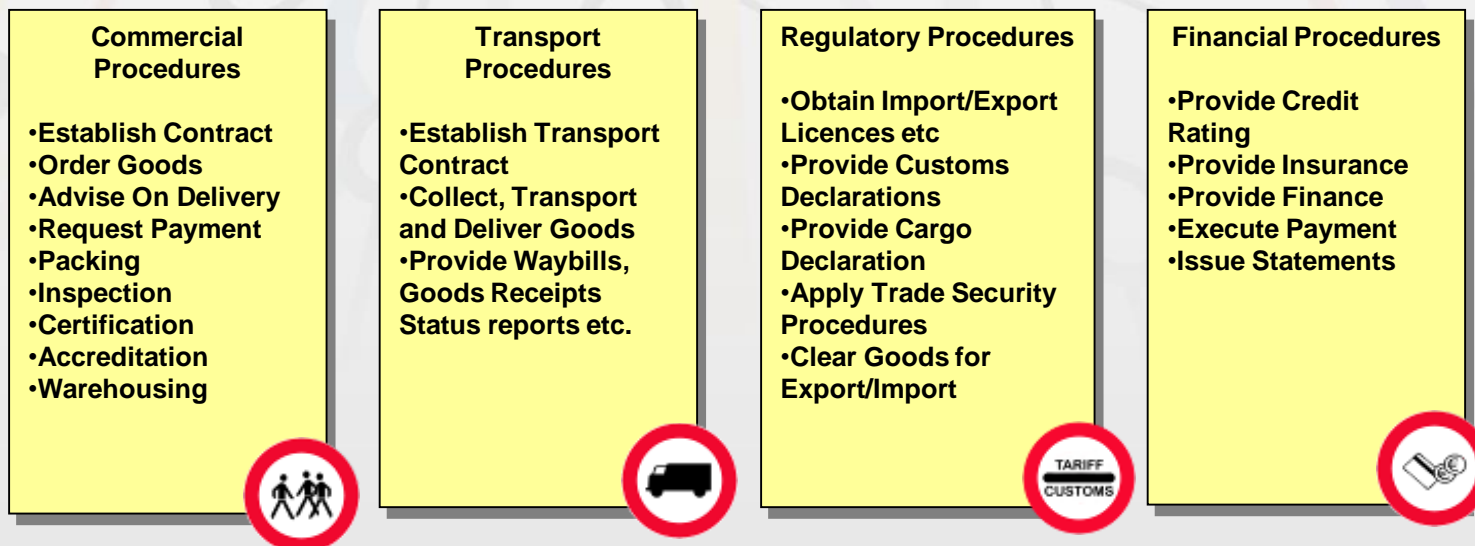 Commercial
Procedures
•Establish Contract
•Order Goods
•Advise On Delivery
•Request Payment
•Packing
•Inspection
•Certification
•Accreditation
•Warehousing
Transport
Procedures
•Establish Transport
Contract
•Collect, Transport
and Deliver Goods
•Provide Waybills,
Goods Receipts
Status reports etc.
Regulatory Procedures
•Obtain Import/Export
Licences etc
•Provide Customs
Declarations
•Provide Cargo
Declaration
•Apply Trade Security
Procedures
•Clear Goods for
Export/Import
TARIFF
CUSTOMS
Financial Procedures
•Provide Credit
Rating
•Provide Insurance
•Provide Finance
•Execute Payment
•Issue Statements